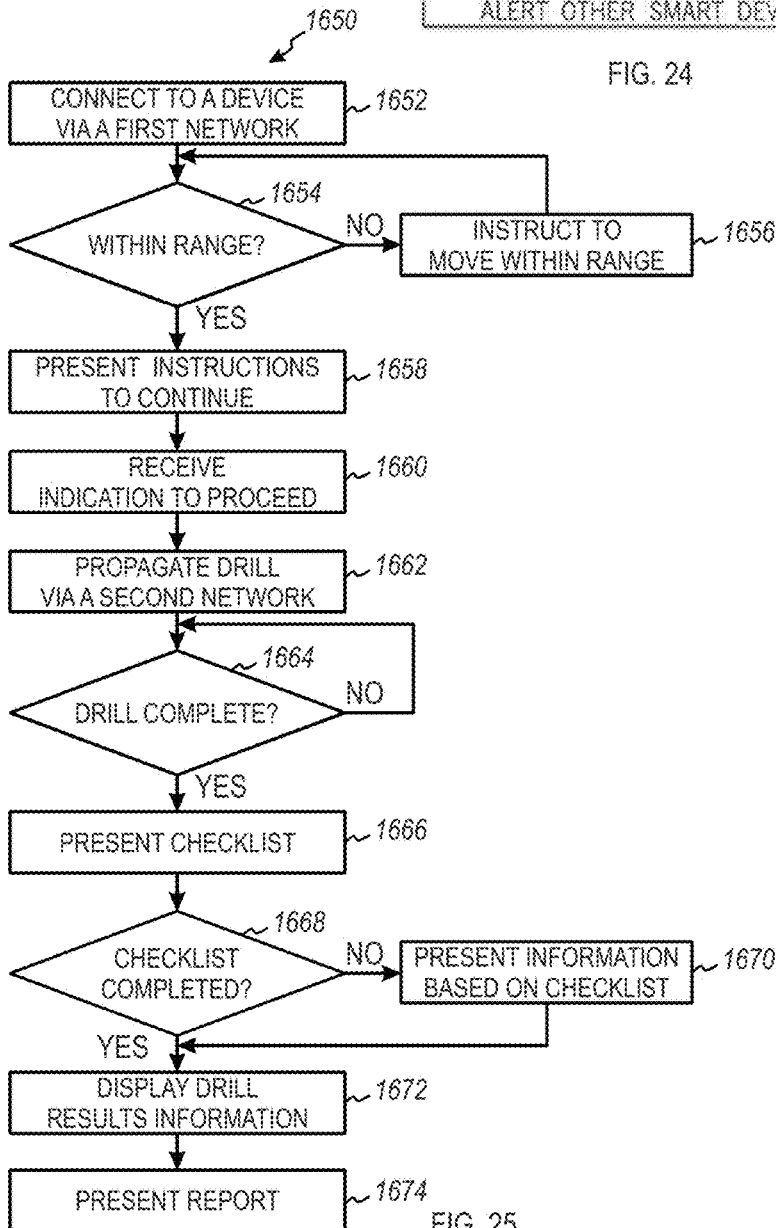 ALERT OTHER SMART
FIG. 24
1650
CONNECT TO A DEVICE
VIA A FIRST NETWORK
1652
1654
WITHIN RANGE?
NO
INSTRUCT TO
MOVE WITHIN RANGE
1656
YES
PRESENT INSTRUCTIONS
TO CONTINUE
1658
RECEIVE
INDICATION TO PROCEED
1660
PROPAGATE DRILL
VIA A SECOND NETWORK
1662
1664
DRILL COMPLETE?
NO
YES
PRESENT CHECKLIST
1666
1668
CHECKLIST
COMPLETED?
NO
PRESENT INFORMATION
BASED ON CHECKLIST
1670
YES
DISPLAY DRILL
RESULTS INFORMATION
1672
PRESENT REPORT
1674
FIG. 25